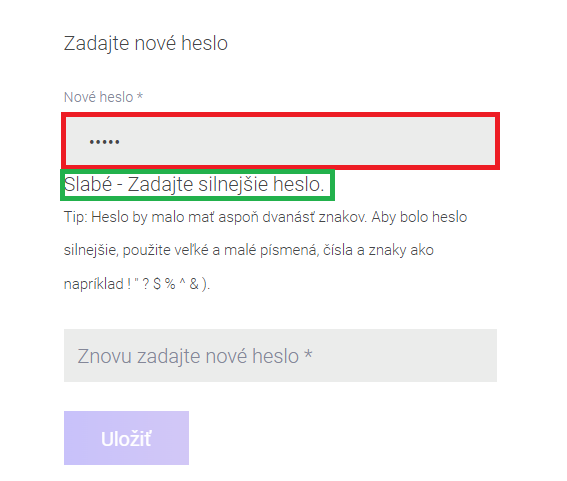 Zadajte nové heslo
Nové heslo *
•••••
Slabé - Zadajte silnejšie heslo.
Tip: Heslo by malo mať aspoň dvanásť znakov. Aby bolo heslo
silnejšie, použite veľké a malé písmená, čísla a znaky ako
napríklad ! " ? $ % ^ & ).
Znovu zadajte nové heslo *
Uložiť